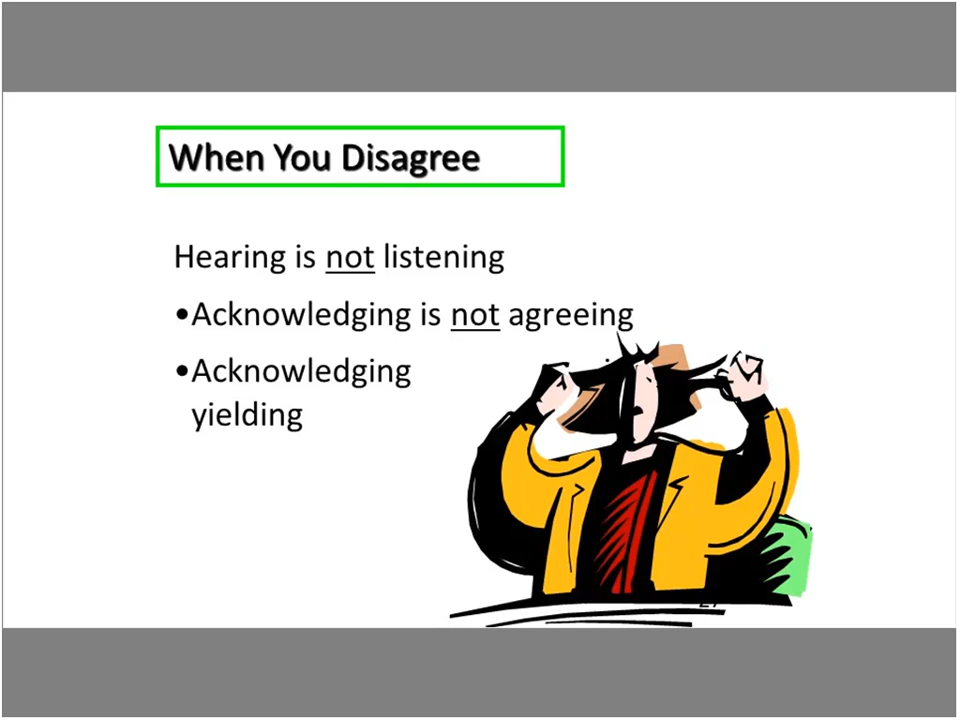 When You Disagree
Hearing is not listening
•Acknowledging is not agreeing
•Acknowledging
yielding